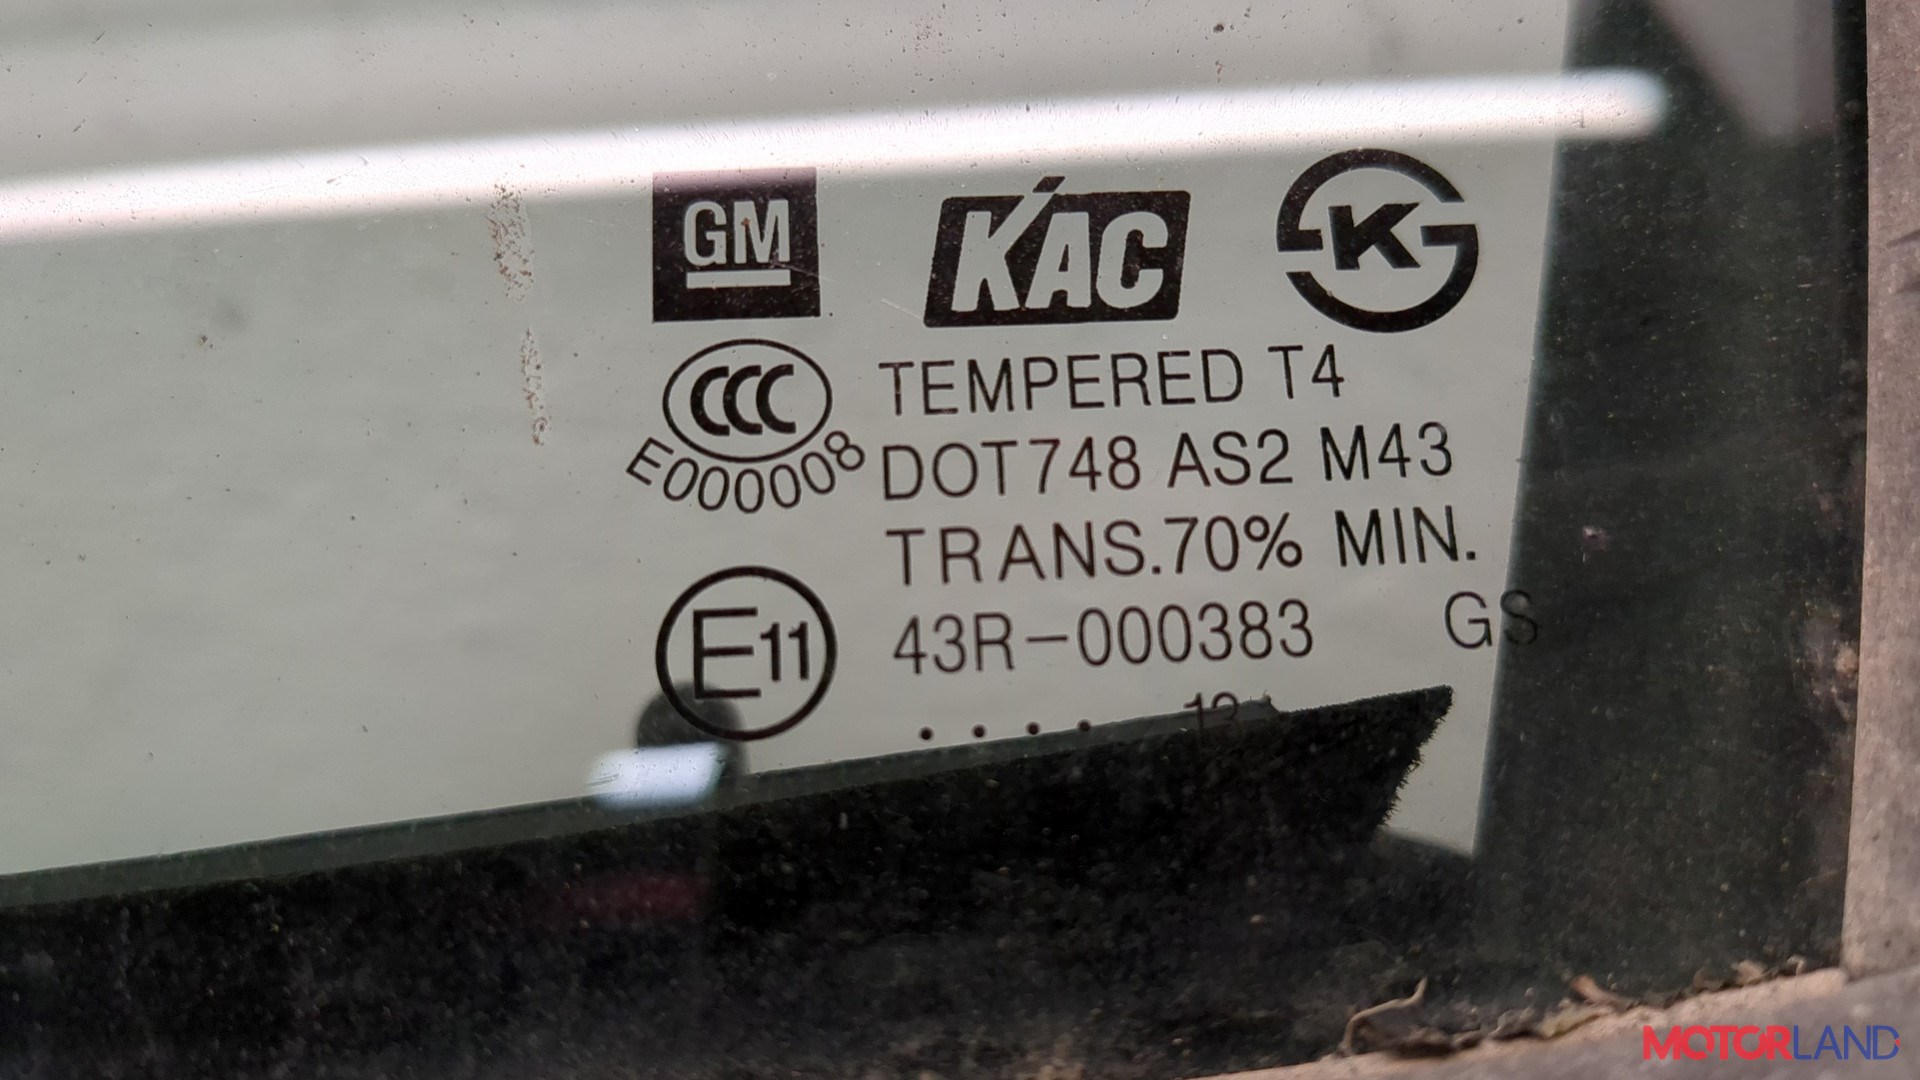 GM KAC K
CCC TEMPERED T4
E000008 DOT748 AS2 M43
TRANS.70% MIN.
E11 43R-000383 GS
. . . .
MOTORLAND